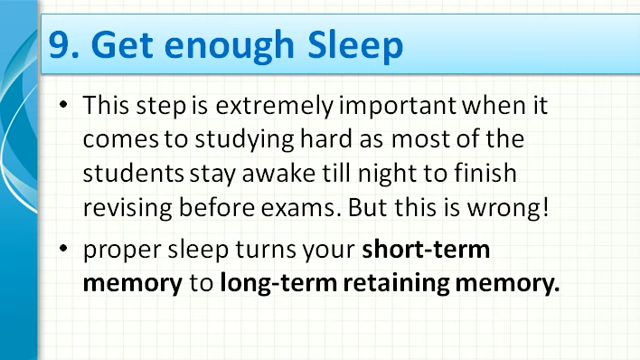 9. Get enough Sleep
• This step is extremely important when it
comes to studying hard as most of the
students stay awake till night to finish
revising before exams. But this is wrong!
• proper sleep turns your short-term
memory to long-term retaining memory.